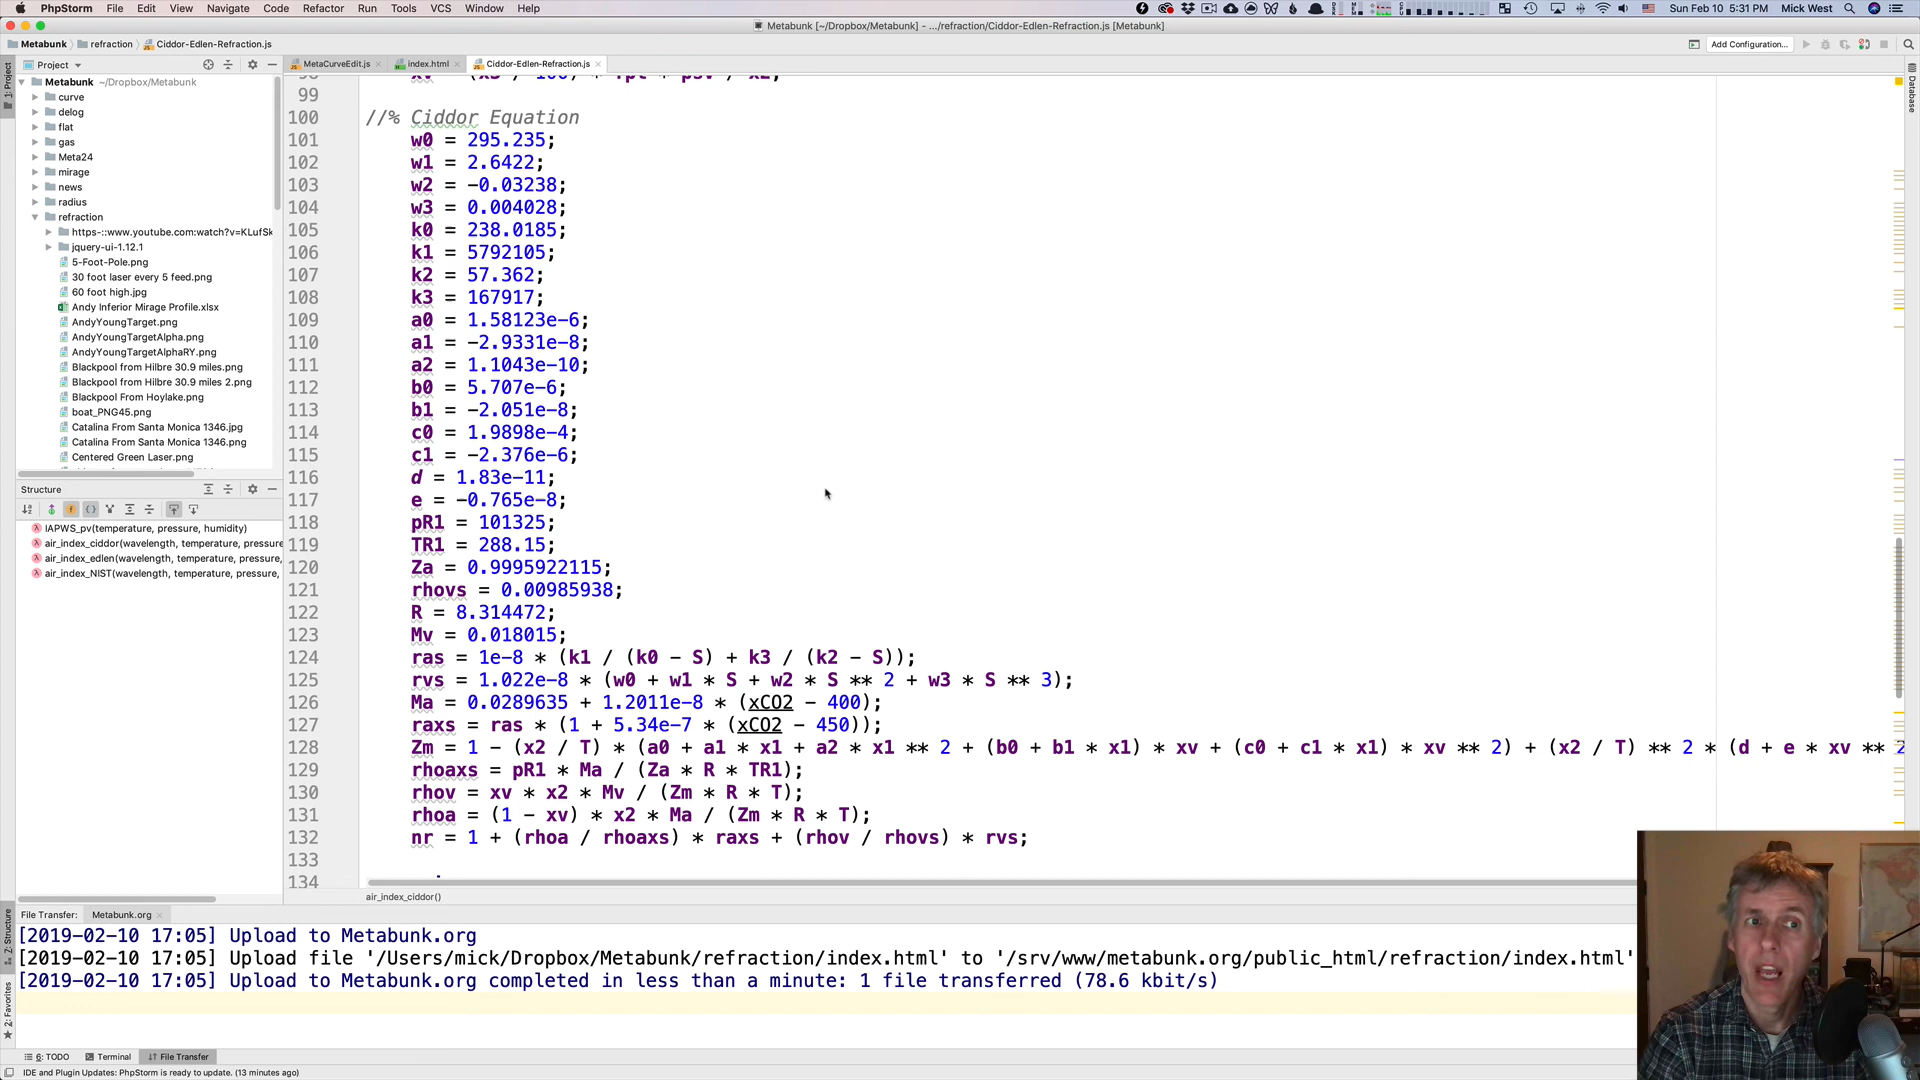 PhpStorm File Edit View Navigate Code Refactor Run Tools VCS Window Help
Sun Feb 10 5:31 PM Mick West
Metabunk [~/Dropbox/Metabunk] - .../refraction/Ciddor-Edlen-Refraction.js [Metabunk]
Metabunk refraction Ciddor-Edlen-Refraction.js
Add Configuration...
Project
MetaCurveEdit.js index.html Ciddor-Edlen-Refraction.js
1: Project
Database
Metabunk ~/Dropbox/Metabunk
curve
delog
flat
gas
Meta24
mirage
news
radius
refraction
https-::www.youtube.com:watch?v=KLufSk
jquery-ui-1.12.1
5-Foot-Pole.png
30 foot laser every 5 feed.png
60 foot high.jpg
Andy Inferior Mirage Profile.xlsx
AndyYoungTarget.png
AndyYoungTargetAlpha.png
AndyYoungTargetAlphaRY.png
Blackpool from Hilbre 30.9 miles.png
Blackpool from Hilbre 30.9 miles 2.png
Blackpool From Hoylake.png
boat_PNG45.png
Catalina From Santa Monica 1346.jpg
Catalina From Santa Monica 1346.png
Centered Green Laser.png
Structure
IAPWS_pv(temperature, pressure, humidity)
air_index_ciddor(wavelength, temperature, pressure
air_index_edlen(wavelength, temperature, pressure,
air_index_NIST(wavelength, temperature, pressure,
99
100 //% Ciddor Equation
101 w0 = 295.235;
102 w1 = 2.6422;
103 w2 = -0.03238;
104 w3 = 0.004028;
105 k0 = 238.0185;
106 k1 = 5792105;
107 k2 = 57.362;
108 k3 = 167917;
109 a0 = 1.58123e-6;
110 a1 = -2.9331e-8;
111 a2 = 1.1043e-10;
112 b0 = 5.707e-6;
113 b1 = -2.051e-8;
114 c0 = 1.9898e-4;
115 c1 = -2.376e-6;
116 d = 1.83e-11;
117 e = -0.765e-8;
118 pR1 = 101325;
119 TR1 = 288.15;
120 Za = 0.9995922115;
121 rhovs = 0.00985938;
122 R = 8.314472;
123 Mv = 0.018015;
124 ras = 1e-8 * (k1 / (k0 - S) + k3 / (k2 - S));
125 rvs = 1.022e-8 * (w0 + w1 * S + w2 * S ** 2 + w3 * S ** 3);
126 Ma = 0.0289635 + 1.2011e-8 * (xCO2 - 400);
127 raxs = ras * (1 + 5.34e-7 * (xCO2 - 450));
128 Zm = 1 - (x2 / T) * (a0 + a1 * x1 + a2 * x1 ** 2 + (b0 + b1 * x1) * xv + (c0 + c1 * x1) * xv ** 2) + (x2 / T) ** 2 * (d + e * xv ** 2
129 rhoaxs = pR1 * Ma / (Za * R * TR1);
130 rhov = xv * x2 * Mv / (Zm * R * T);
131 rhoa = (1 - xv) * x2 * Ma / (Zm * R * T);
132 nr = 1 + (rhoa / rhoaxs) * raxs + (rhov / rhovs) * rvs;
133
134
air_index_ciddor()
File Transfer: Metabunk.org
[2019-02-10 17:05] Upload to Metabunk.org
[2019-02-10 17:05] Upload file '/Users/mick/Dropbox/Metabunk/refraction/index.html' to '/srv/www/metabunk.org/public_html/refraction/index.html'
[2019-02-10 17:05] Upload to Metabunk.org completed in less than a minute: 1 file transferred (78.6 kbit/s)
7: Structure
2: Favorites
6: TODO Terminal File Transfer
IDE and Plugin Updates: PhpStorm is ready to update. (13 minutes ago)